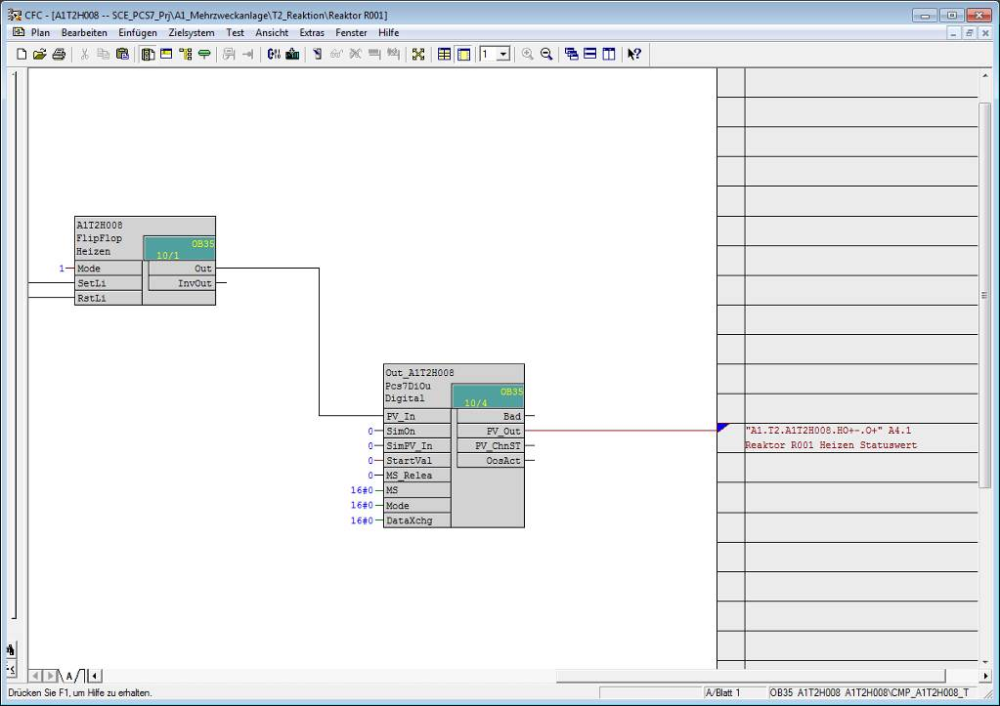 CFC - [A1T2H008 -- SCE_PCS7_Prj\A1_Mehrzweckanlage\T2_Reaktion\Reaktor R001]
Plan Bearbeiten Einfügen Zielsystem Test Ansicht Extras Fenster Hilfe
1
A1T2H008
FlipFlop
Heizen
OB35
10/1
1 Mode Out
SetLi InvOut
RstLi
Out_A1T2H008
Pcs7DiOu
Digital
OB35
10/4
PV_In Bad
0 SimOn PV_Out
0 SimPV_In PV_ChnST
0 StartVal OosAct
0 MS_Relea
16#0 MS
16#0 Mode
16#0 DataXchg
"A1.T2.A1T2H008.HO+-.O+" A4.1
Reaktor R001 Heizen Statuswert
A
Drücken Sie F1, um Hilfe zu erhalten.
A/Blatt 1
OB35 A1T2H008 A1T2H008\CMP_A1T2H008_T